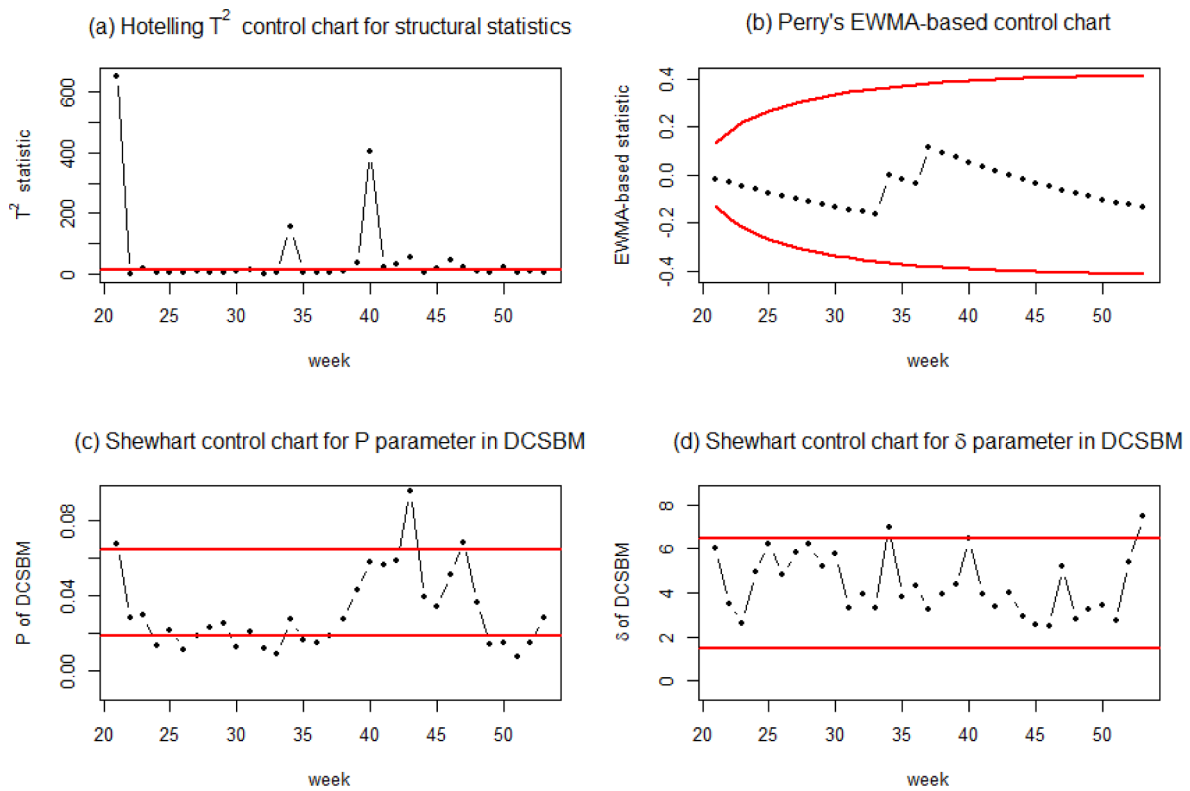 (a) Hotelling T² control chart for structural statistics
T² statistic
0 200 400 600
20 25 30 35 40 45 50
week
(b) Perry's EWMA-based control chart
EWMA-based statistic
-0.4 -0.2 0.0 0.2 0.4
20 25 30 35 40 45 50
week
(c) Shewhart control chart for P parameter in DCSBM
P of DCSBM
0.00 0.04 0.08
20 25 30 35 40 45 50
week
(d) Shewhart control chart for δ parameter in DCSBM
δ of DCSBM
0 2 4 6 8
20 25 30 35 40 45 50
week